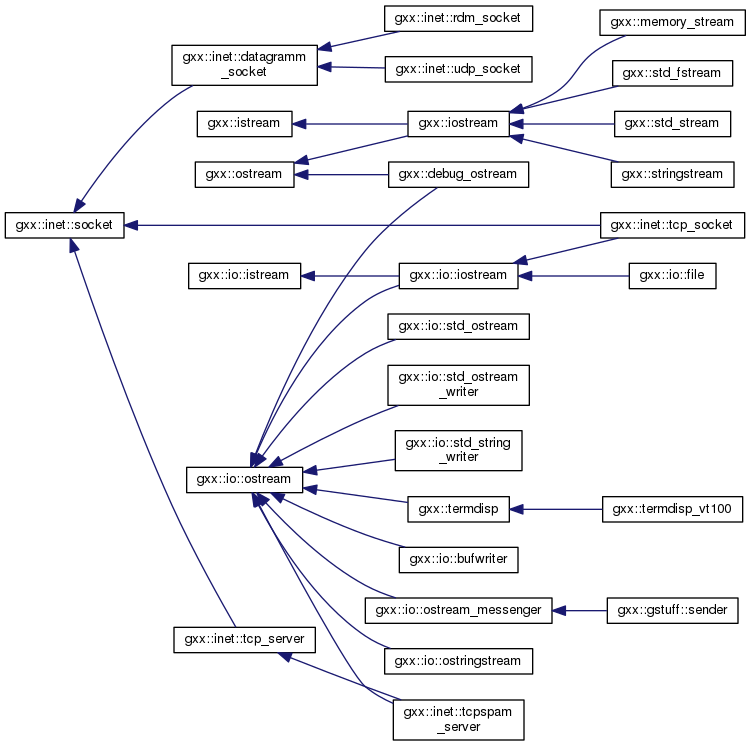 gxx::inet::rdm_socket
gxx::memory_stream
gxx::inet::datagramm
_socket
gxx::inet::udp_socket
gxx::std_fstream
gxx::istream
gxx::iostream
gxx::std_stream
gxx::ostream
gxx::debug_ostream
gxx::stringstream
gxx::inet::socket
gxx::inet::tcp_socket
gxx::io::istream
gxx::io::iostream
gxx::io::file
gxx::io::std_ostream
gxx::io::std_ostream
_writer
gxx::io::std_string
_writer
gxx::io::ostream
gxx::termdisp
gxx::termdisp_vt100
gxx::io::bufwriter
gxx::io::ostream_messenger
gxx::gstuff::sender
gxx::inet::tcp_server
gxx::io::ostringstream
gxx::inet::tcpspam
_server